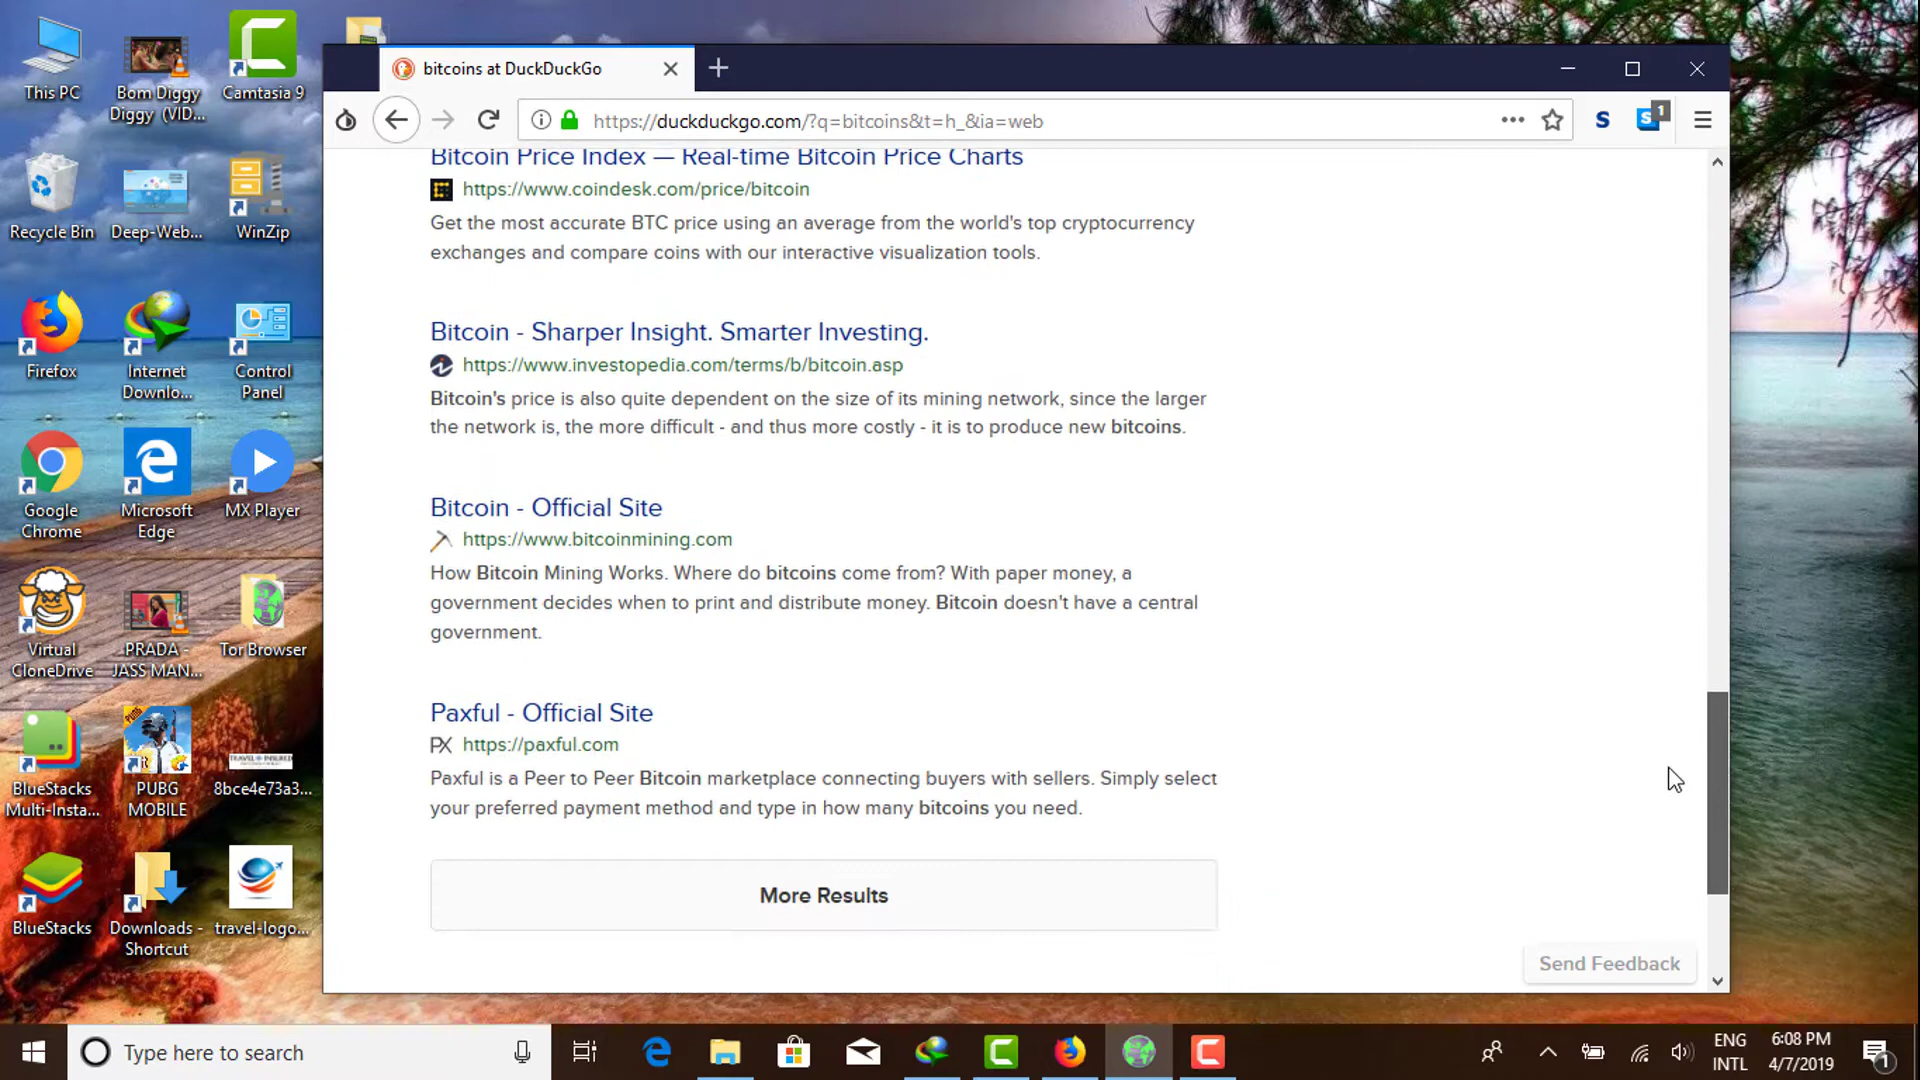 This PC
Bom Diggy
Diggy (VID...
Camtasia 9
Recycle Bin
Deep-Web...
WinZip
Firefox
Internet
Downlo...
Control
Panel
Google
Chrome
Microsoft
Edge
MX Player
Virtual
CloneDrive
PRADA -
JASS MAN...
Tor Browser
BlueStacks
Multi-Insta...
PUBG
MOBILE
8bce4e73a3...
BlueStacks
Downloads -
Shortcut
travel-logo...
bitcoins at DuckDuckGo
https://duckduckgo.com/?q=bitcoins&t=h_&ia=web
S
S 1
Bitcoin Price Index — Real-time Bitcoin Price Charts
https://www.coindesk.com/price/bitcoin
Get the most accurate BTC price using an average from the world's top cryptocurrency
exchanges and compare coins with our interactive visualization tools.
Bitcoin - Sharper Insight. Smarter Investing.
https://www.investopedia.com/terms/b/bitcoin.asp
Bitcoin's price is also quite dependent on the size of its mining network, since the larger
the network is, the more difficult - and thus more costly - it is to produce new bitcoins.
Bitcoin - Official Site
https://www.bitcoinmining.com
How Bitcoin Mining Works. Where do bitcoins come from? With paper money, a
government decides when to print and distribute money. Bitcoin doesn't have a central
government.
Paxful - Official Site
PX https://paxful.com
Paxful is a Peer to Peer Bitcoin marketplace connecting buyers with sellers. Simply select
your preferred payment method and type in how many bitcoins you need.
More Results
Send Feedback
Type here to search
ENG
INTL
6:08 PM
4/7/2019
1